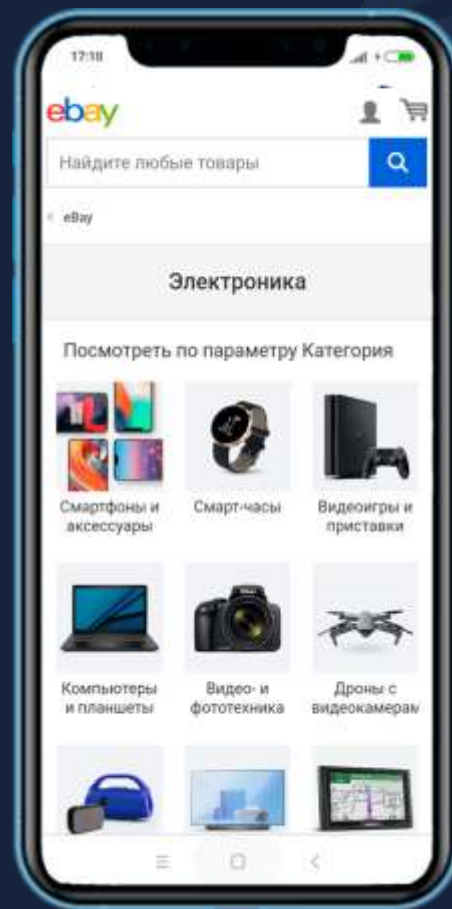 17:18
ebay
Найдите любые товары
eBay
Электроника
Посмотреть по параметру Категория
Смартфоны и
аксессуары
Смарт-часы
Видеоигры и
приставки
Компьютеры
и планшеты
Видео- и
фототехника
Дроны с
видеокамерам